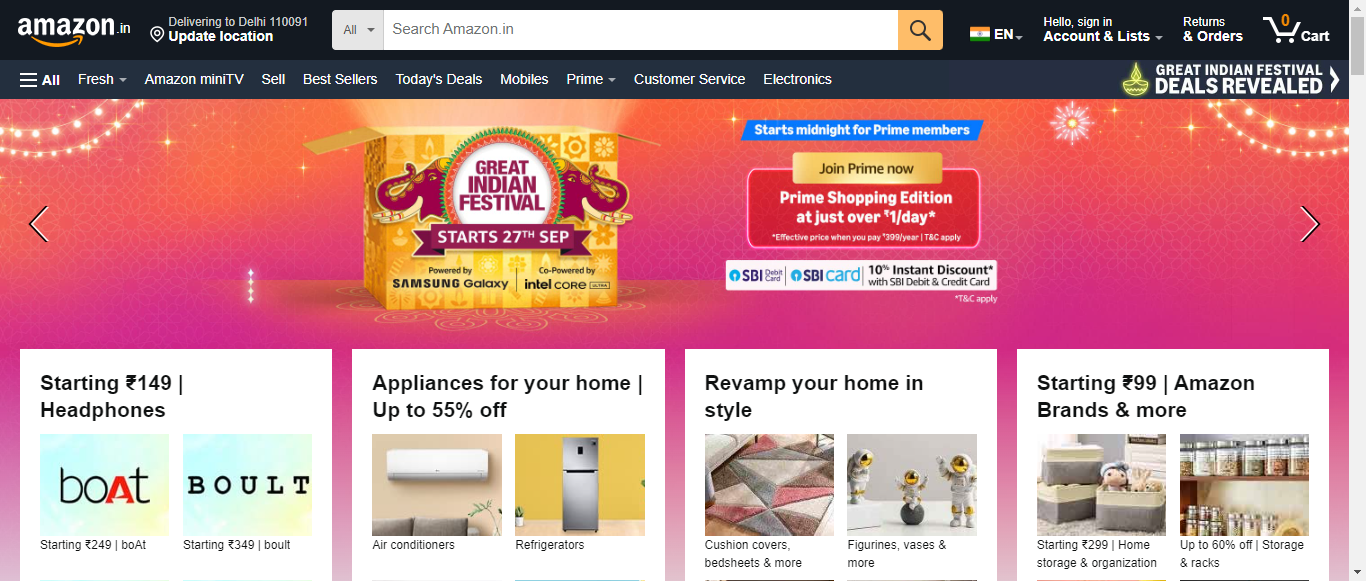 amazon.in
Delivering to Delhi 110091
Update location
All
Search Amazon.in
EN
Hello, sign in
Account & Lists
Returns
& Orders
0
Cart
All
Fresh
Amazon miniTV
Sell
Best Sellers
Today's Deals
Mobiles
Prime
Customer Service
Electronics
GREAT INDIAN FESTIVAL
DEALS REVEALED
GREAT
INDIAN
FESTIVAL
STARTS 27TH SEP
Powered by
SAMSUNG Galaxy
Co-Powered by
intel CORE ULTRA
Starts midnight for Prime members
Join Prime now
Prime Shopping Edition
at just over ₹1/day*
*Effective price when you pay ₹399/year | T&C apply
SBI Debit Card
SBI card
10% Instant Discount*
with SBI Debit & Credit Card
*T&C apply
Starting ₹149 |
Headphones
boAt
BOULT
Starting ₹249 | boAt
Starting ₹349 | boult
Appliances for your home |
Up to 55% off
Air conditioners
Refrigerators
Revamp your home in
style
Cushion covers,
bedsheets & more
Figurines, vases &
more
Starting ₹99 | Amazon
Brands & more
Starting ₹299 | Home
storage & organization
Up to 60% off | Storage
& racks